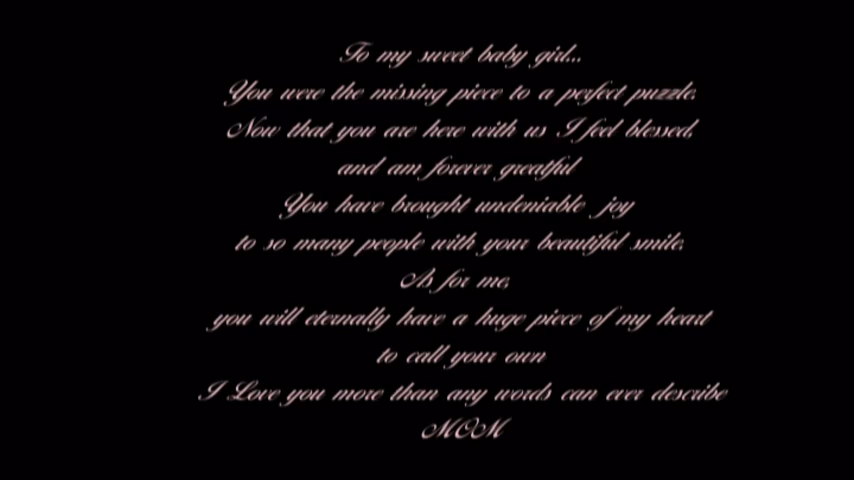 To my sweet baby girl...
You were the missing piece to a perfect puzzle.
Now that you are here with us I feel blessed,
and am forever greatful
You have brought undeniable joy
to so many people with your beautiful smile.
As for me,
you will eternally have a huge piece of my heart
to call your own
I Love you more than any words can ever describe
MOM